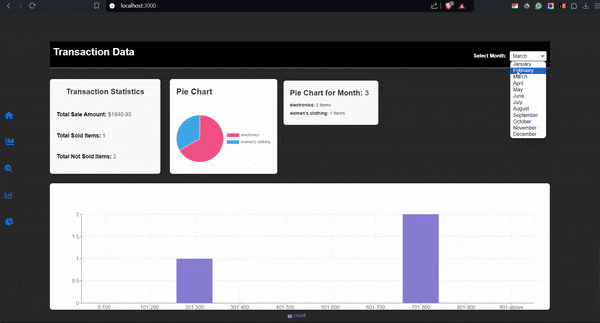 localhost:3000
Transaction Data
Select Month:
March
January
February
March
April
May
June
July
August
September
October
November
December
Transaction Statistics
Total Sale Amount: $1840.93
Total Sold Items: 1
Total Not Sold Items: 2
Pie Chart
electronics
women's clothing
Pie Chart for Month: 3
electronics: 2 items
women's clothing: 1 items
2
1.5
1
0.5
0
0-100
101-200
201-300
301-400
401-500
501-600
601-700
701-800
801-900
901-above
count